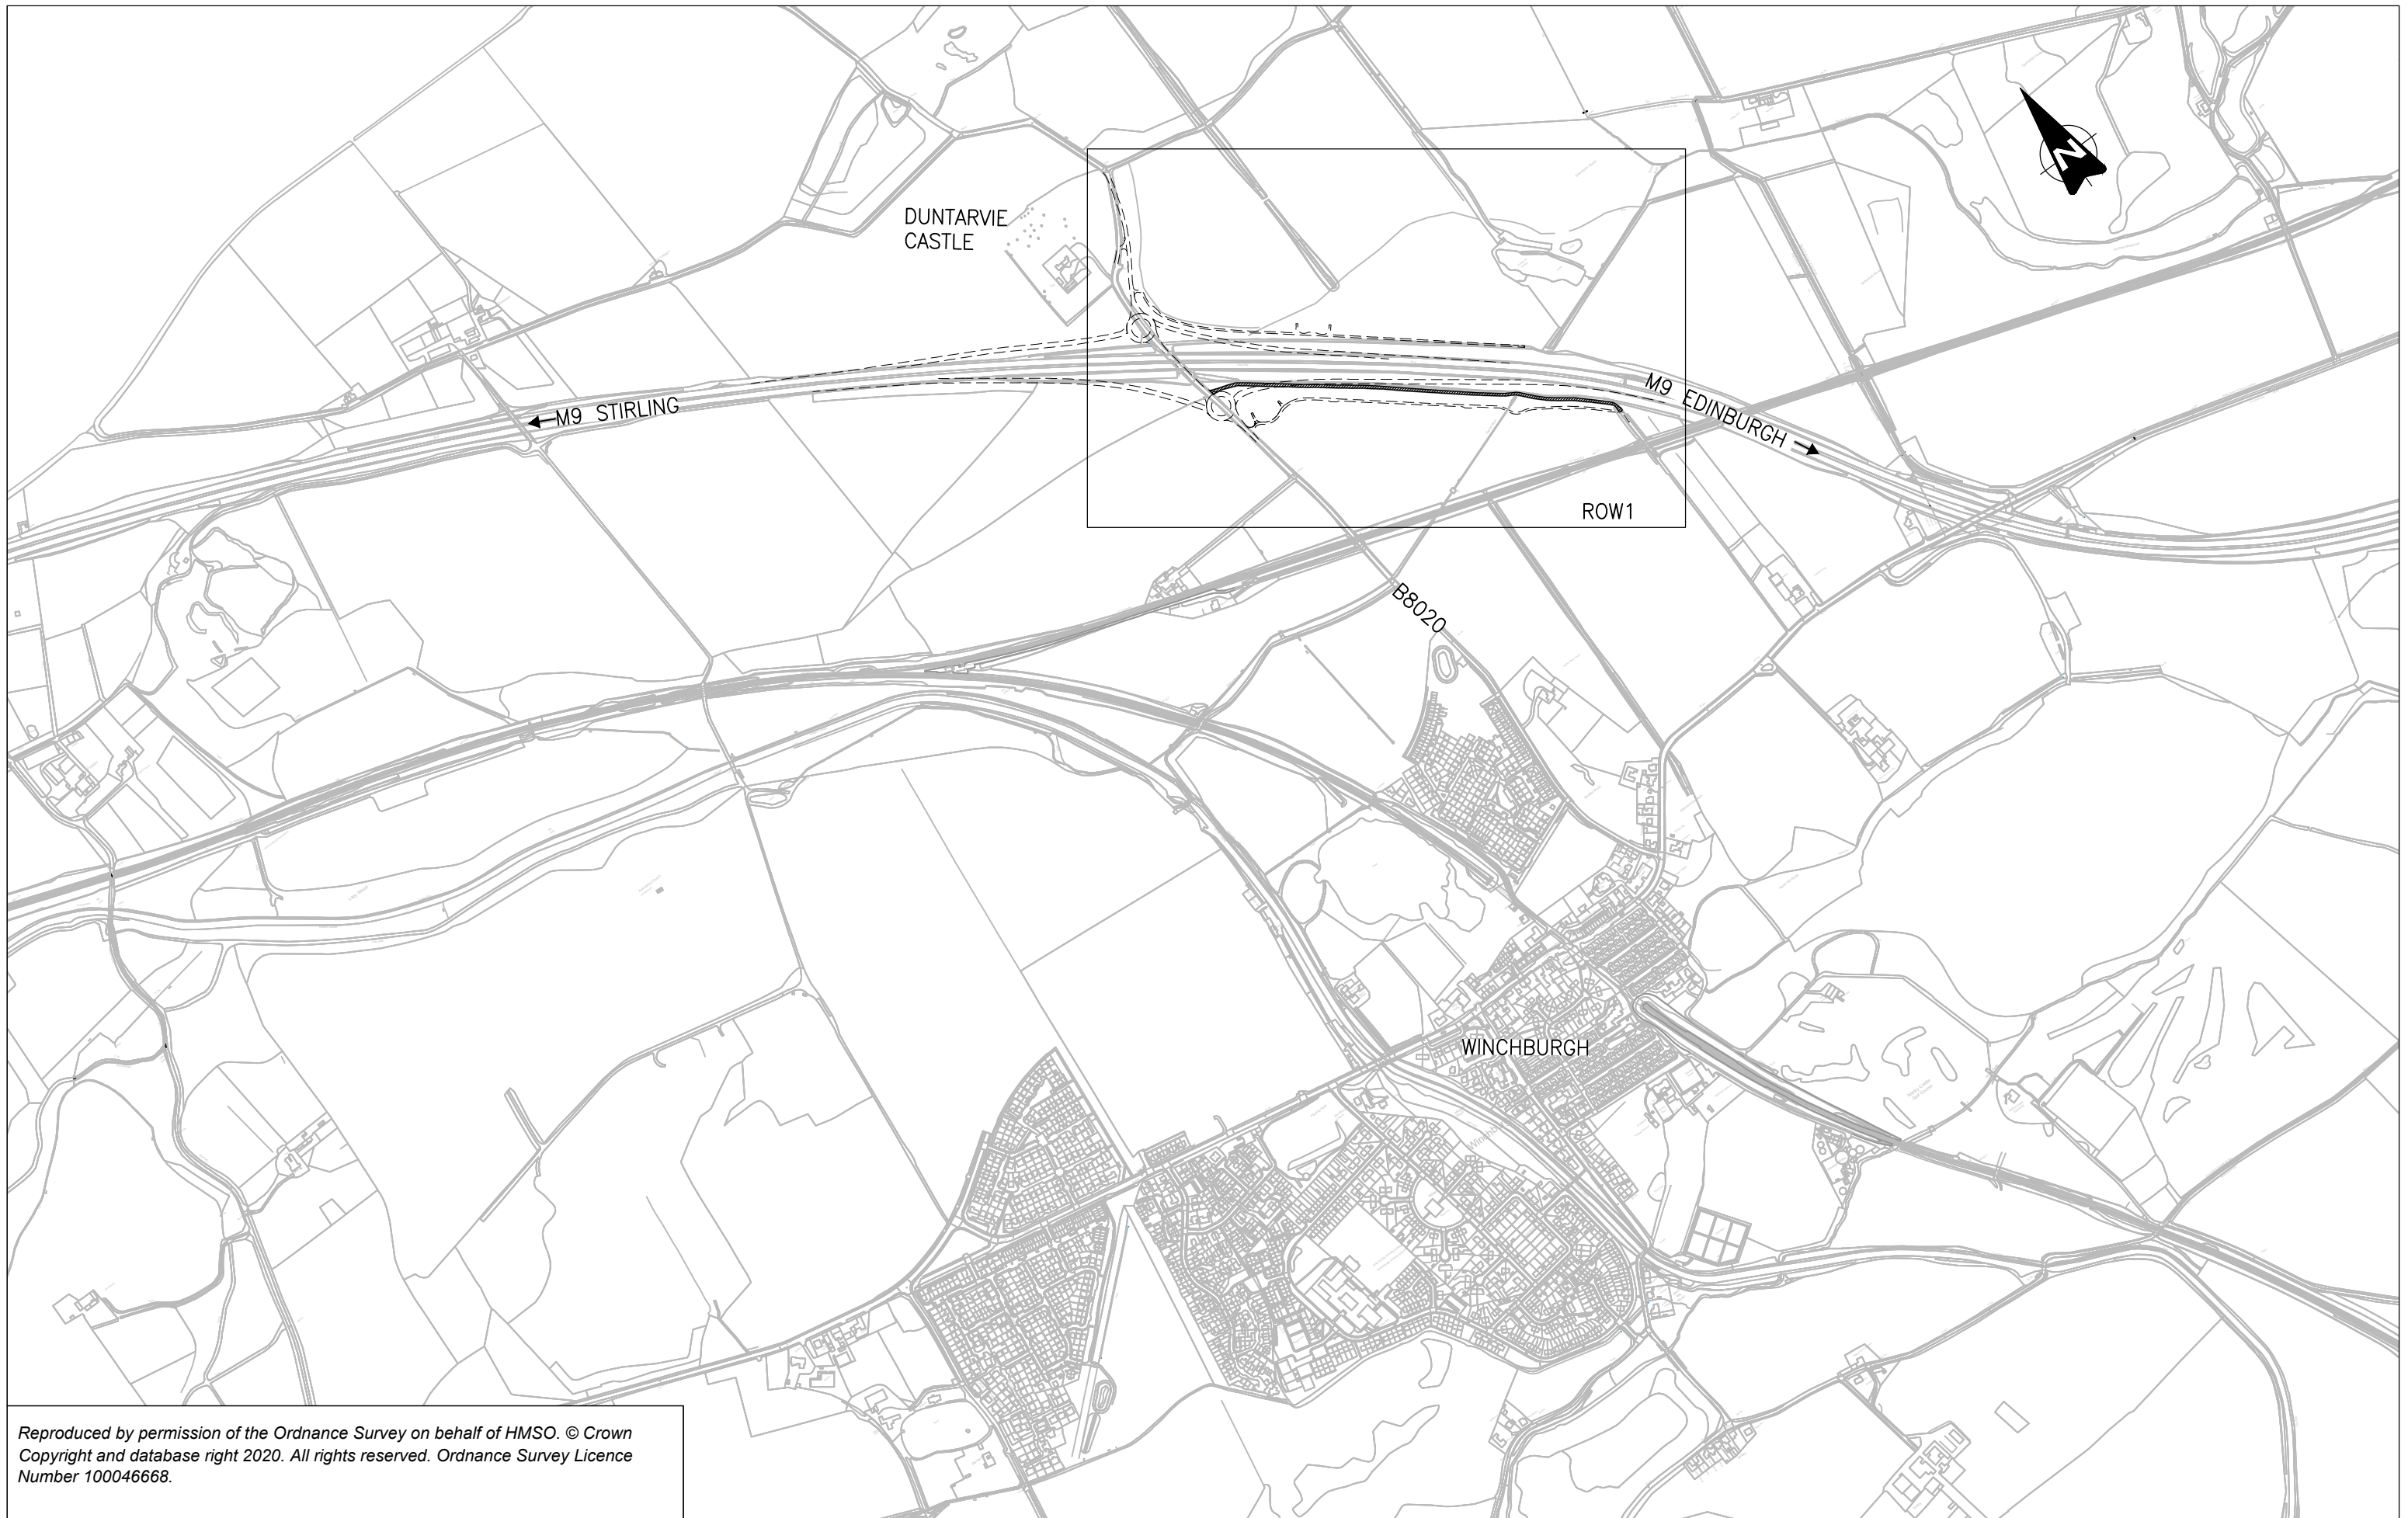 N
DUNTARVIE
CASTLE
M9 STIRLING
M9 EDINBURGH
ROW1
B8020
WINCHBURGH
Reproduced by permission of the Ordnance Survey on behalf of HMSO. © Crown
Copyright and database right 2020. All rights reserved. Ordnance Survey Licence
Number 100046668.